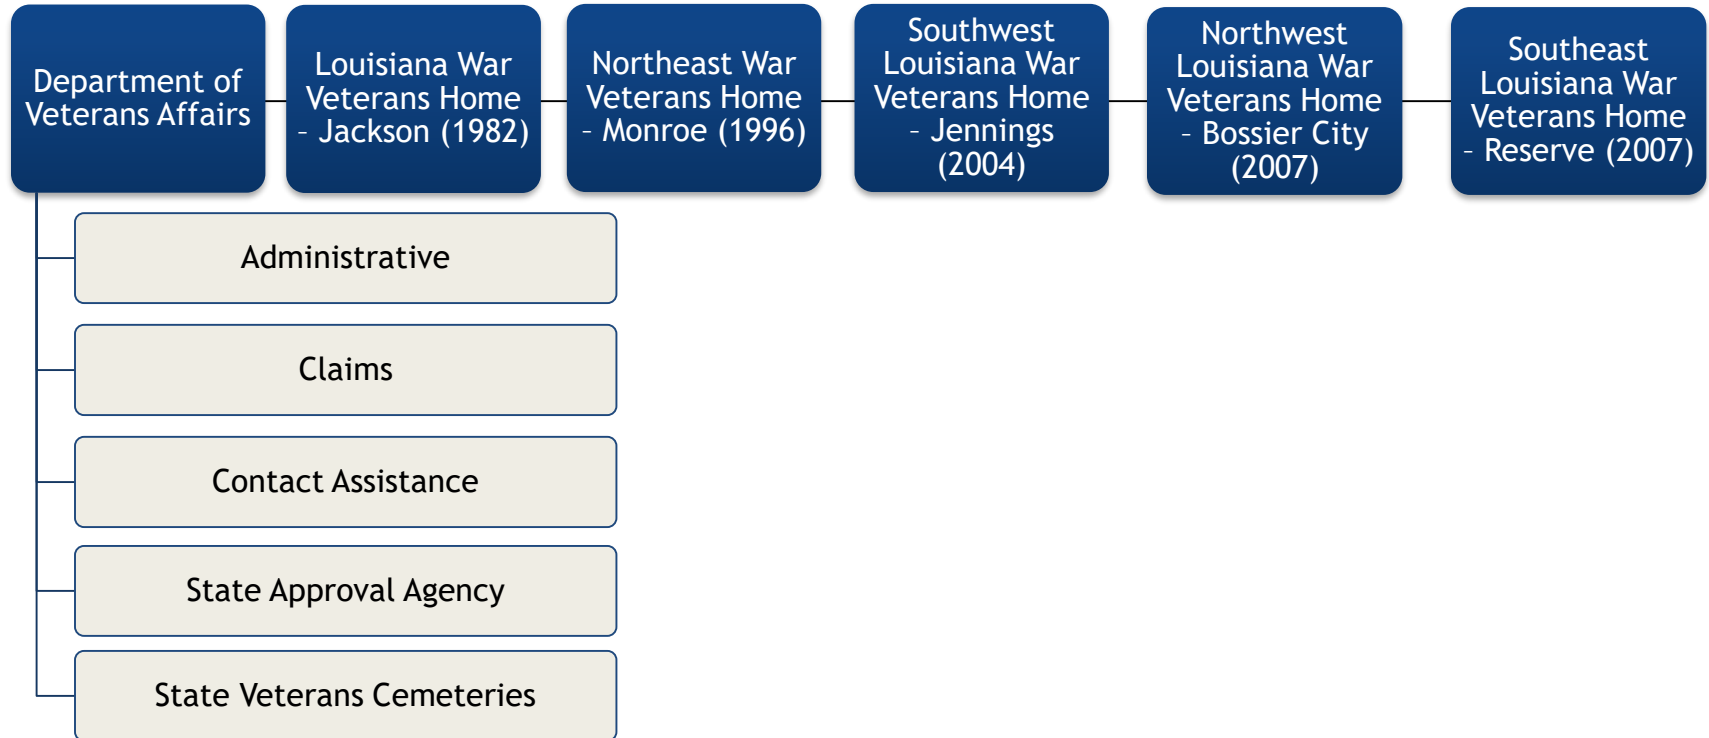 Department of
Veterans Affairs
Louisiana War
Veterans Home
– Jackson (1982)
Northeast War
Veterans Home
– Monroe (1996)
Southwest
Louisiana War
Veterans Home
– Jennings
(2004)
Northwest
Louisiana War
Veterans Home
– Bossier City
(2007)
Southeast
Louisiana War
Veterans Home
– Reserve (2007)
Administrative
Claims
Contact Assistance
State Approval Agency
State Veterans Cemeteries